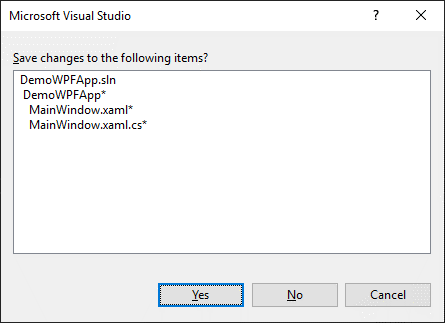 Microsoft Visual Studio ?
Save changes to the following items?
DemoWPFApp.sln
DemoWPFApp*
MainWindow.xaml*
MainWindow.xaml.cs*
Yes No Cancel